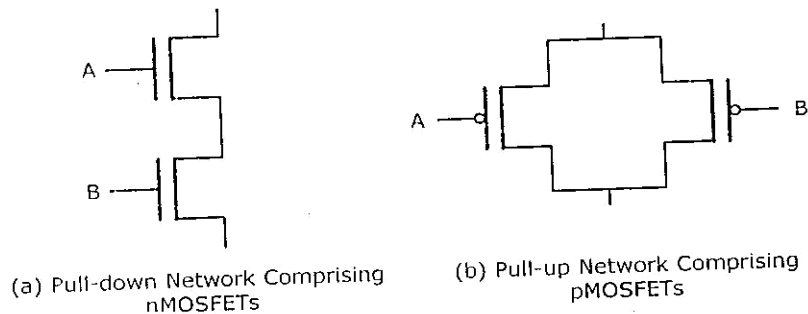 A
B
A
B
(a) Pull-down Network Comprising
nMOSFETs
(b) Pull-up Network Comprising
pMOSFETs